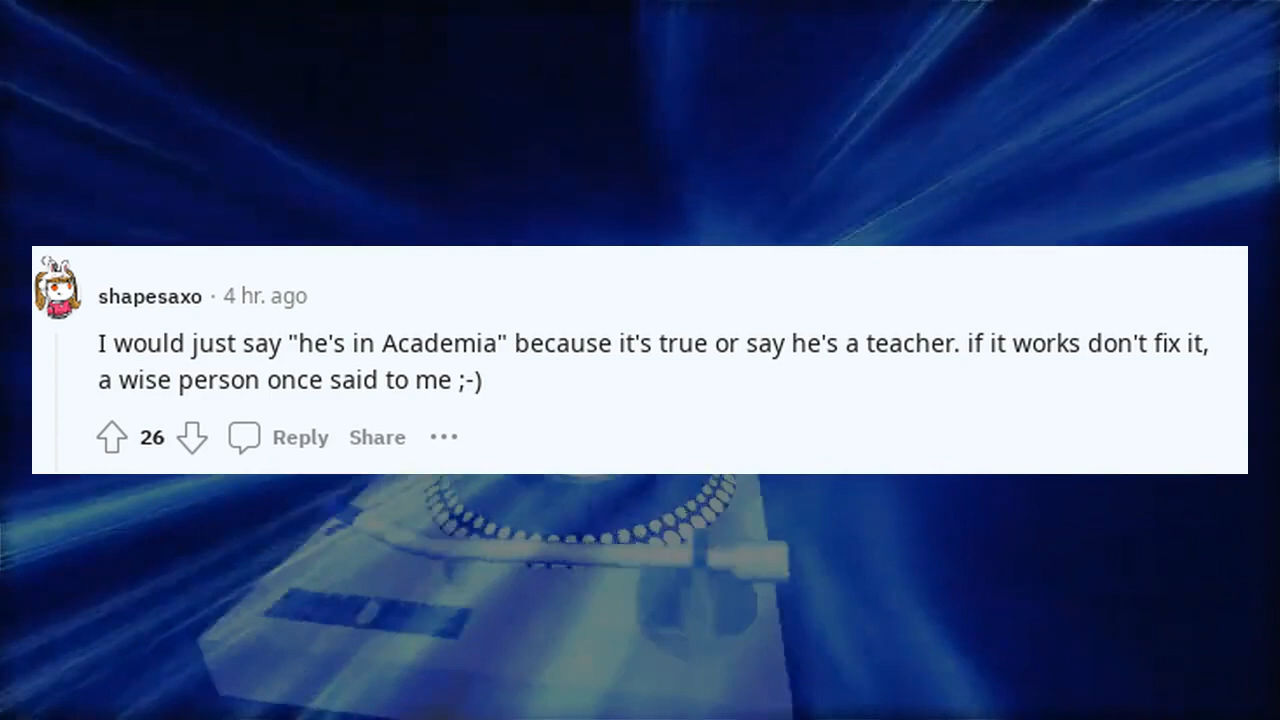 shapesaxo · 4 hr. ago
I would just say "he's in Academia" because it's true or say he's a teacher. if it works don't fix it,
a wise person once said to me ;-)
26 Reply Share •••